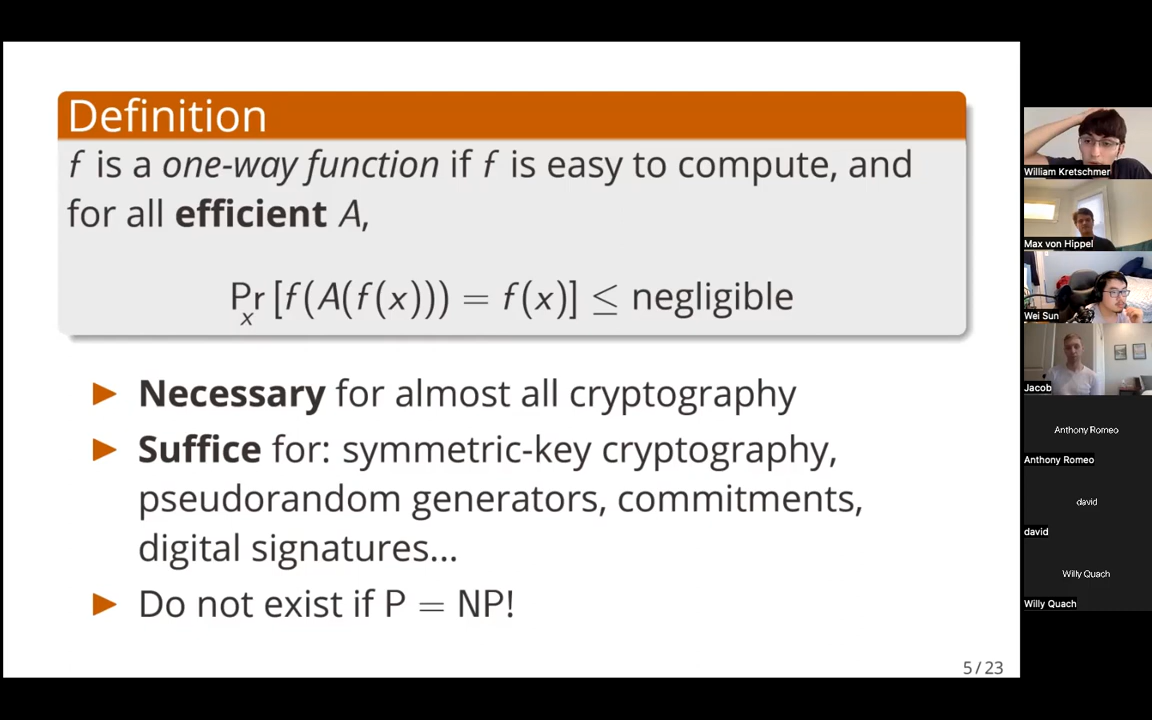 Definition
f is a one-way function if f is easy to compute, and
for all efficient A,
Pr_x [f(A(f(x))) = f(x)] ≤ negligible
Necessary for almost all cryptography
Suffice for: symmetric-key cryptography,
pseudorandom generators, commitments,
digital signatures...
Do not exist if P = NP!
5 / 23
William Kretschmer
Max von Hippel
Wei Sun
Jacob
Anthony Romeo
Anthony Romeo
david
david
Willy Quach
Willy Quach